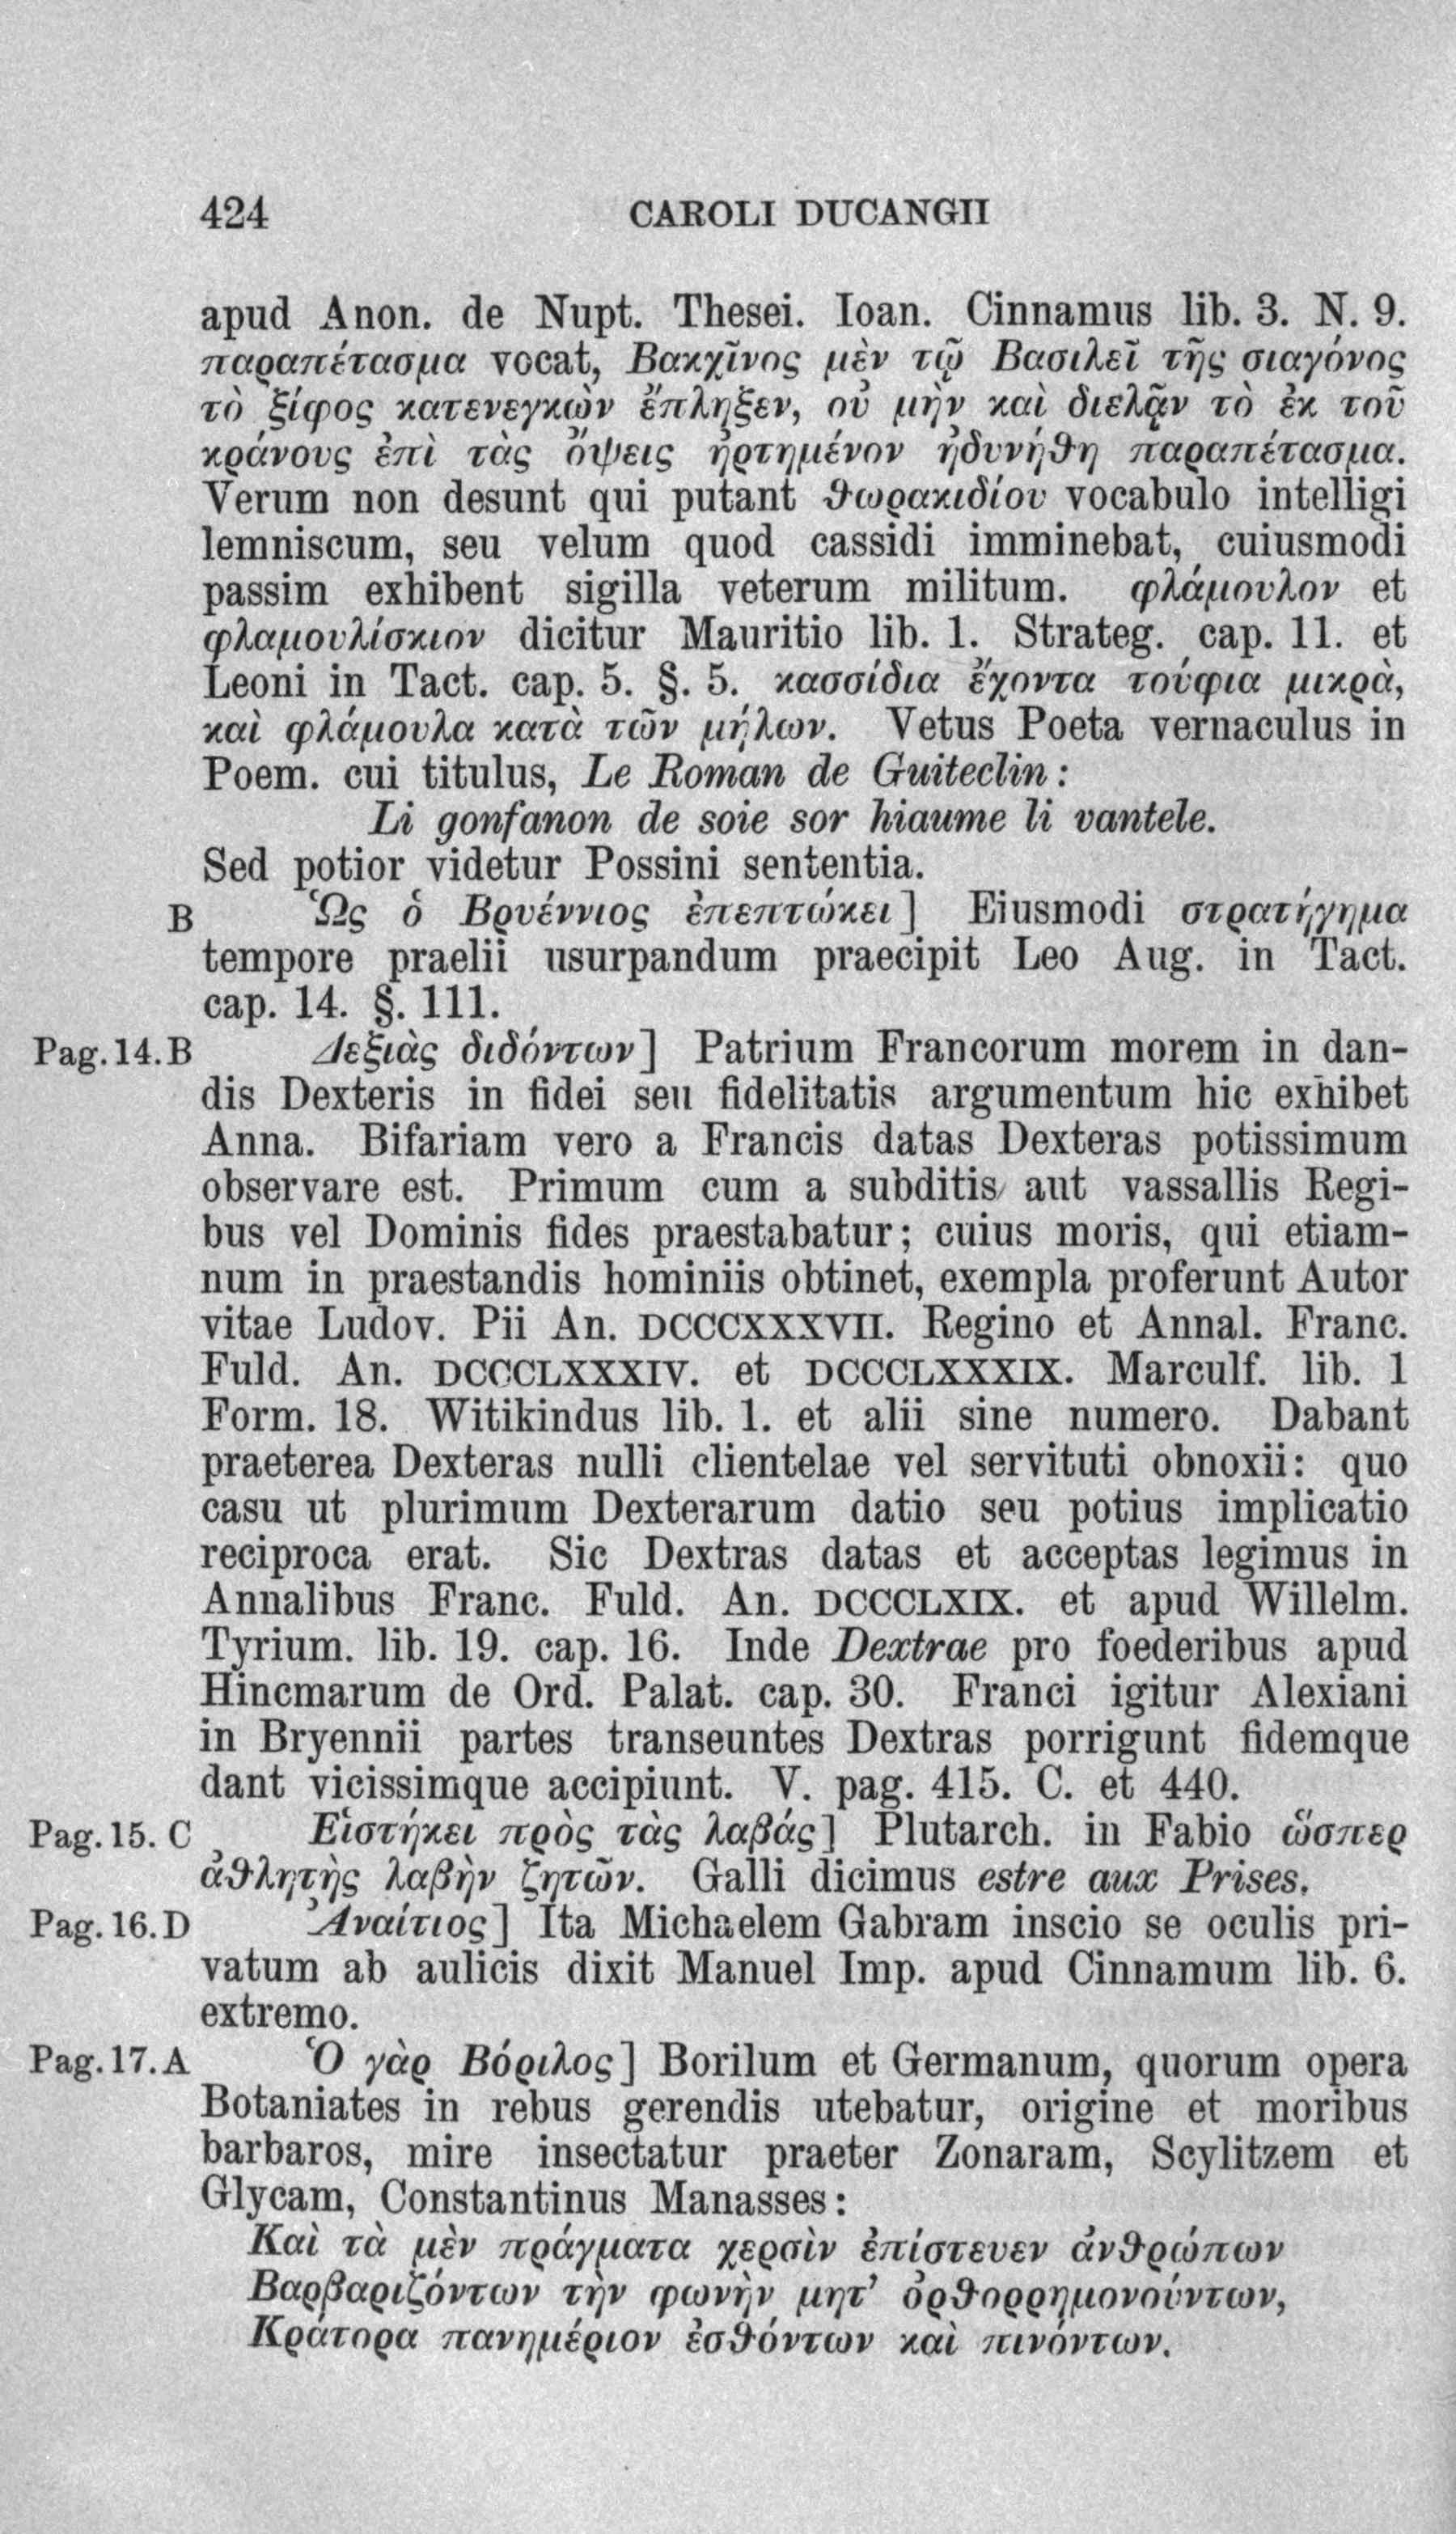 424 CAROLI DUCANGII
apud Anon. de Nupt. Thesei. Ioan. Cinnamus lib. 3. N. 9.
παραπέτασμα vocat, Βακχῖνος μὲν τῷ Βασιλεῖ τῆς σιαγόνος
τὸ ξίφος κατενεγκὼν ἔπληξεν, οὐ μὴν καὶ διελᾷν τὸ ἐκ τοῦ
κράνους ἐπὶ τὰς ὄψεις ἠρτημένον ἠδυνήθη παραπέτασμα.
Verum non desunt qui putant θωρακιδίου vocabulo intelligi
lemniscum, seu velum quod cassidi imminebat, cuiusmodi
passim exhibent sigilla veterum militum. φλάμουλον et
φλαμουλίσκιον dicitur Mauritio lib. 1. Strateg. cap. 11. et
Leoni in Tact. cap. 5. §. 5. κασσίδια ἔχοντα τούφια μικρὰ,
καὶ φλάμουλα κατὰ τῶν μήλων. Vetus Poeta vernaculus in
Poem. cui titulus, Le Roman de Guiteclin:
Li gonfanon de soie sor hiaume li vantele.
Sed potior videtur Possini sententia.
B Ὡς ὁ Βρυέννιος ἐπεπτώκει] Eiusmodi στρατήγημα
tempore praelii usurpandum praecipit Leo Aug. in Tact.
cap. 14. §. 111.
Pag. 14. B Δεξιὰς διδόντων] Patrium Francorum morem in dan-
dis Dexteris in fidei seu fidelitatis argumentum hic exhibet
Anna. Bifariam vero a Francis datas Dexteras potissimum
observare est. Primum cum a subditis aut vassallis Regi-
bus vel Dominis fides praestabatur; cuius moris, qui etiam-
num in praestandis hominiis obtinet, exempla proferunt Autor
vitae Ludov. Pii An. DCCCXXXVII. Regino et Annal. Franc.
Fuld. An. DCCCLXXXIV. et DCCCLXXXIX. Marculf. lib. 1
Form. 18. Witikindus lib. 1. et alii sine numero. Dabant
praeterea Dexteras nulli clientelae vel servituti obnoxii: quo
casu ut plurimum Dexterarum datio seu potius implicatio
reciproca erat. Sic Dextras datas et acceptas legimus in
Annalibus Franc. Fuld. An. DCCCLXIX. et apud Willelm.
Tyrium. lib. 19. cap. 16. Inde Dextrae pro foederibus apud
Hincmarum de Ord. Palat. cap. 30. Franci igitur Alexiani
in Bryennii partes transeuntes Dextras porrigunt fidemque
dant vicissimque accipiunt. V. pag. 415. C. et 440.
Pag. 15. C Εἱστήκει πρὸς τὰς λαβάς] Plutarch. in Fabio ὥσπερ
ἀθλητὴς λαβὴν ζητῶν. Galli dicimus estre aux Prises.
Pag. 16. D Ἀναίτιος] Ita Michaelem Gabram inscio se oculis pri-
vatum ab aulicis dixit Manuel Imp. apud Cinnamum lib. 6.
extremo.
Pag. 17. A Ὁ γὰρ Βόριλος] Borilum et Germanum, quorum opera
Botaniates in rebus gerendis utebatur, origine et moribus
barbaros, mire insectatur praeter Zonaram, Scylitzem et
Glycam, Constantinus Manasses:
Καὶ τὰ μὲν πράγματα χερσὶν ἐπίστευεν ἀνθρώπων
Βαρβαριζόντων τὴν φωνὴν μητ’ ὀρθορρημονούντων,
Κράτορα πανημέριον ἐσθόντων καὶ πινόντων.